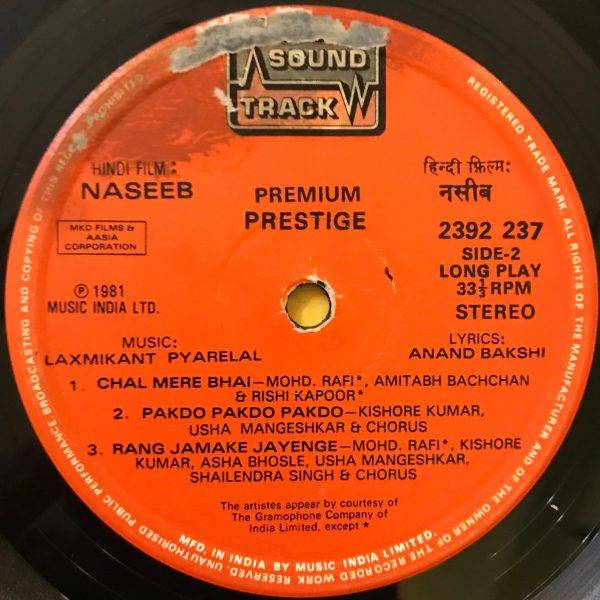 SOUND
TRACK
HINDI FILM:
NASEEB
हिन्दी फ़िल्म:
नसीब
PREMIUM
PRESTIGE
MKD FILMS &
AASIA
CORPORATION
2392 237
SIDE-2
LONG PLAY
33⅓ RPM
STEREO
℗ 1981
MUSIC INDIA LTD.
MUSIC:
LAXMIKANT PYARELAL
LYRICS:
ANAND BAKSHI
1. CHAL MERE BHAI—MOHD. RAFI*, AMITABH BACHCHAN
& RISHI KAPOOR*
2. PAKDO PAKDO PAKDO—KISHORE KUMAR,
USHA MANGESHKAR & CHORUS
3. RANG JAMAKE JAYENGE—MOHD. RAFI*, KISHORE
KUMAR, ASHA BHOSLE, USHA MANGESHKAR,
SHAILENDRA SINGH & CHORUS
The artistes appear by courtesy of
The Gramophone Company of
India Limited, except *
MFD. IN INDIA BY MUSIC INDIA LIMITED.
REGISTERED TRADE MARK. ALL RIGHTS OF THE MANUFACTURER AND OF THE OWNER OF THE RECORDED WORK RESERVED. UNAUTHORISED PUBLIC PERFORMANCE BROADCASTING AND COPYING OF THIS RECORD PROHIBITED.